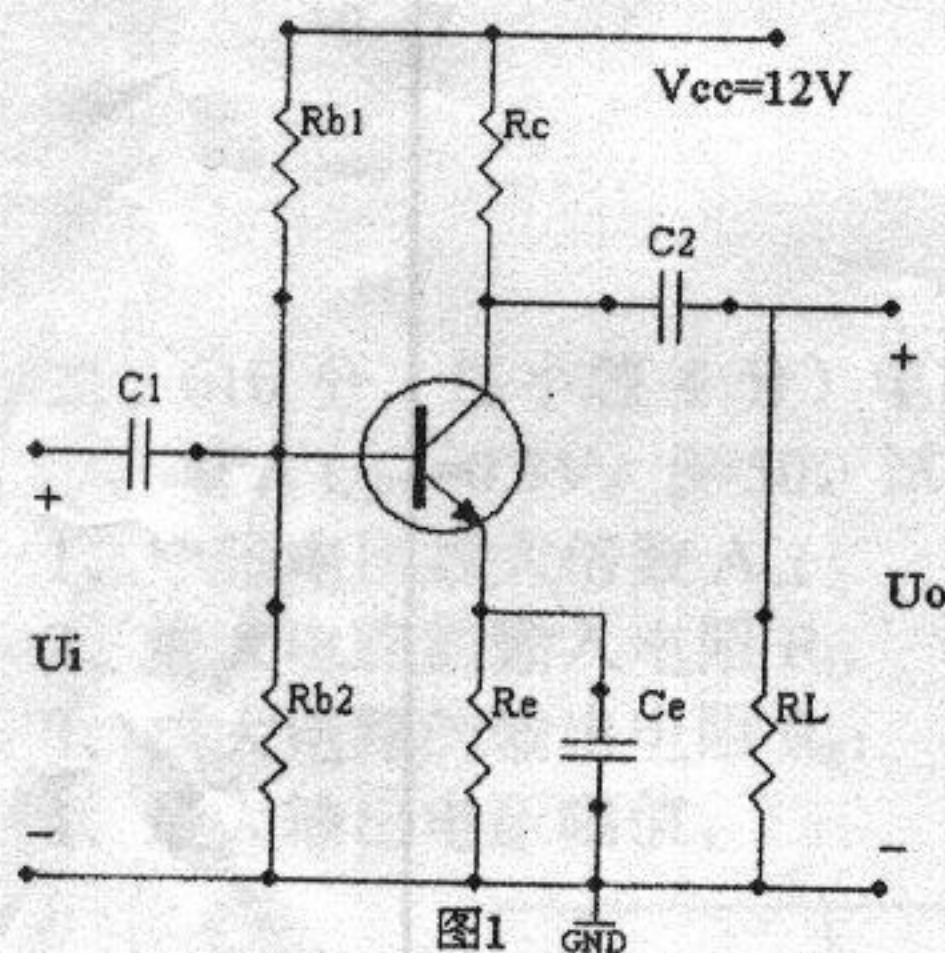 Vcc=12V
Rb1
Rc
C2
+
C1
+
Uo
Ui
Rb2
Re
Ce
RL
−
−
图1
GND